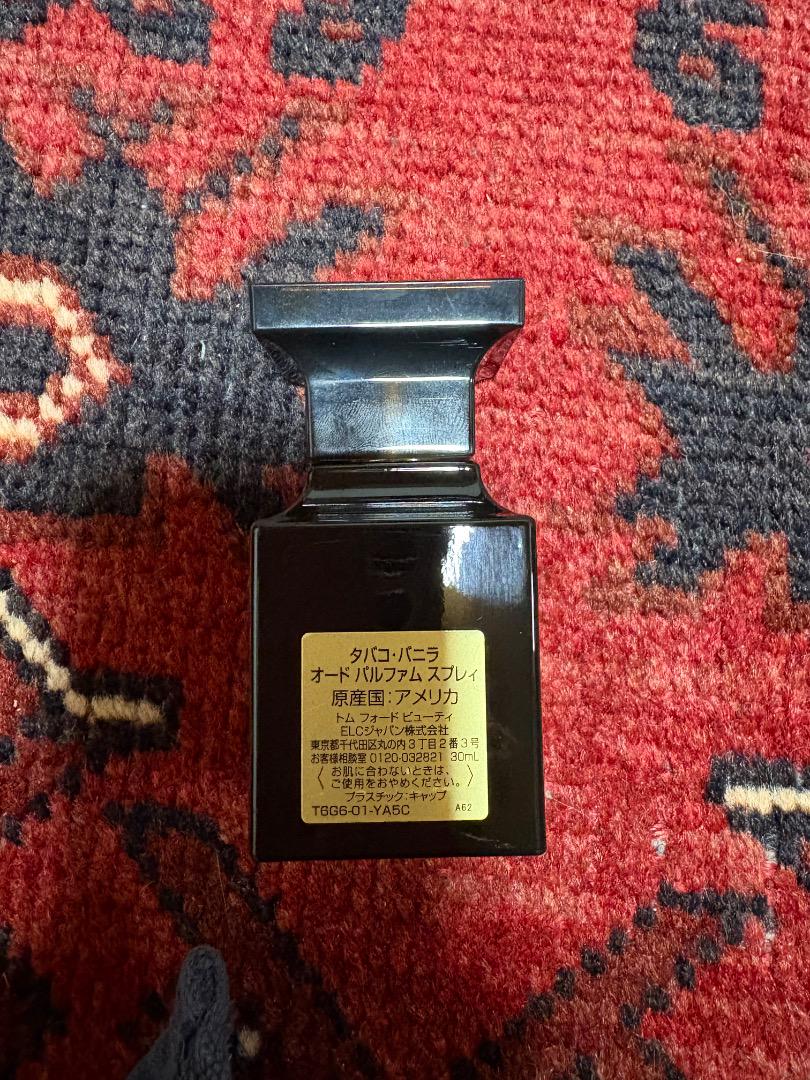 タバコ・バニラ
オード パルファム スプレィ
原産国：アメリカ
トム フォード ビューティ
ELCジャパン株式会社
東京都千代田区丸の内3丁目2番3号
お客様相談室 0120-032821 30mL
〈お肌に合わないときは、
ご使用をおやめください。〉
プラスチック：キャップ
T6G6-01-YA5C A62